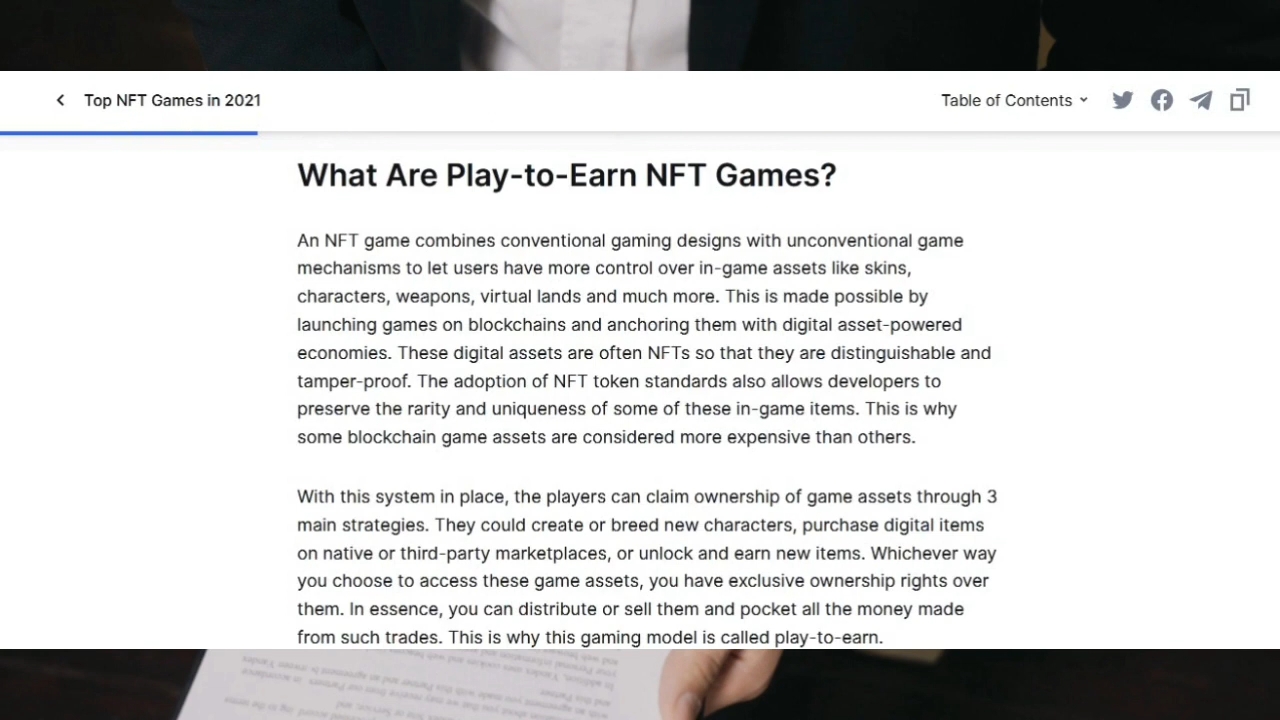 Top NFT Games in 2021
Table of Contents
What Are Play-to-Earn NFT Games?
An NFT game combines conventional gaming designs with unconventional game
mechanisms to let users have more control over in-game assets like skins,
characters, weapons, virtual lands and much more. This is made possible by
launching games on blockchains and anchoring them with digital asset-powered
economies. These digital assets are often NFTs so that they are distinguishable and
tamper-proof. The adoption of NFT token standards also allows developers to
preserve the rarity and uniqueness of some of these in-game items. This is why
some blockchain game assets are considered more expensive than others.
With this system in place, the players can claim ownership of game assets through 3
main strategies. They could create or breed new characters, purchase digital items
on native or third-party marketplaces, or unlock and earn new items. Whichever way
you choose to access these game assets, you have exclusive ownership rights over
them. In essence, you can distribute or sell them and pocket all the money made
from such trades. This is why this gaming model is called play-to-earn.